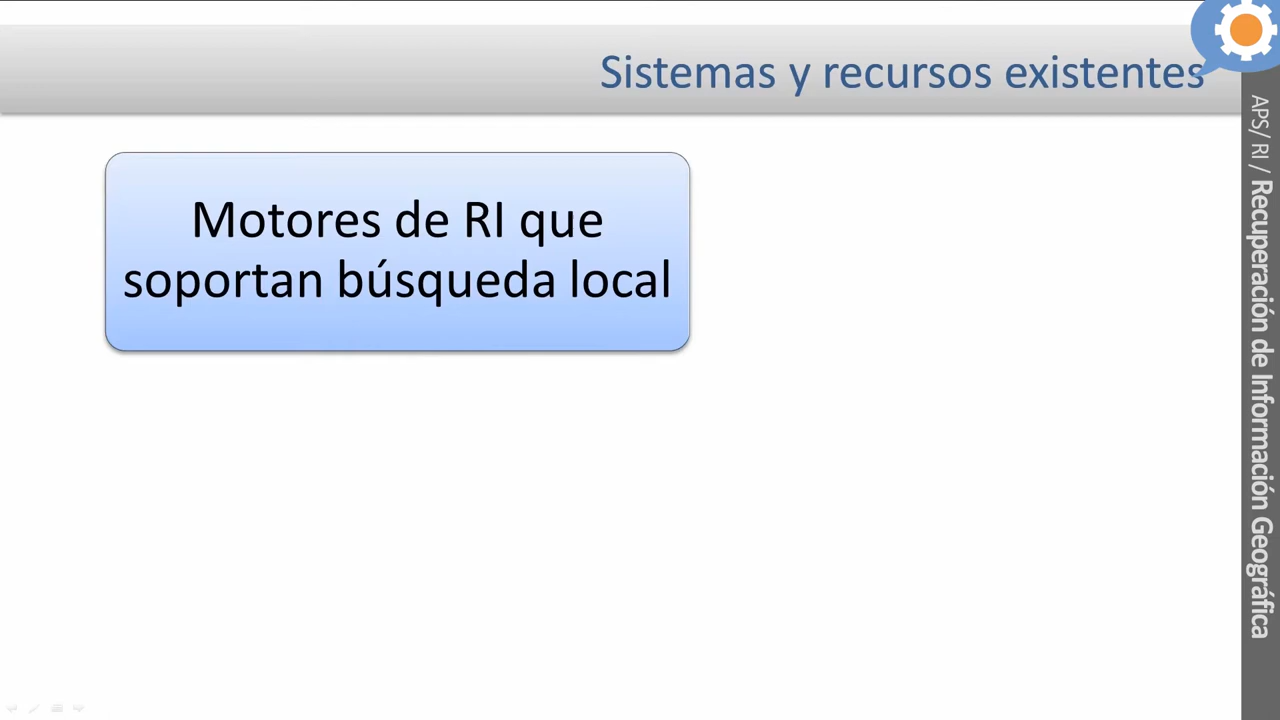 Sistemas y recursos existentes
Motores de RI que
soportan búsqueda local
APS/ RI / Recuperación de Información Geográfica